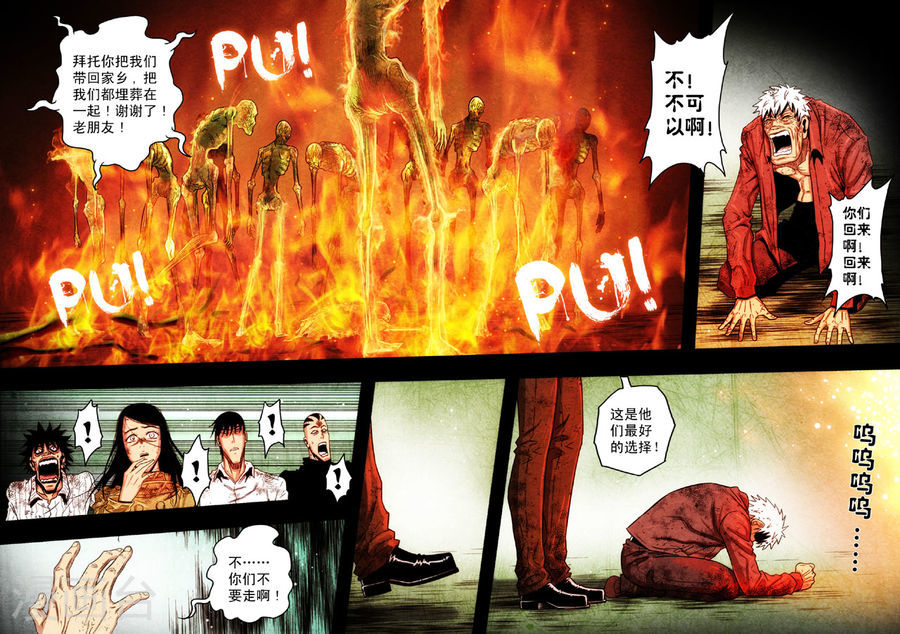 拜托你把我们
带回家乡，把
我们都埋葬在
一起！谢谢了！
老朋友！
PU!
PU!
PU!
不！
不可
以啊！
你们
回来
啊！
回来
啊！
!
!
!
!
不……
你们不
要走啊！
这是他
们最好
的选择！
呜呜呜呜……
漫画台